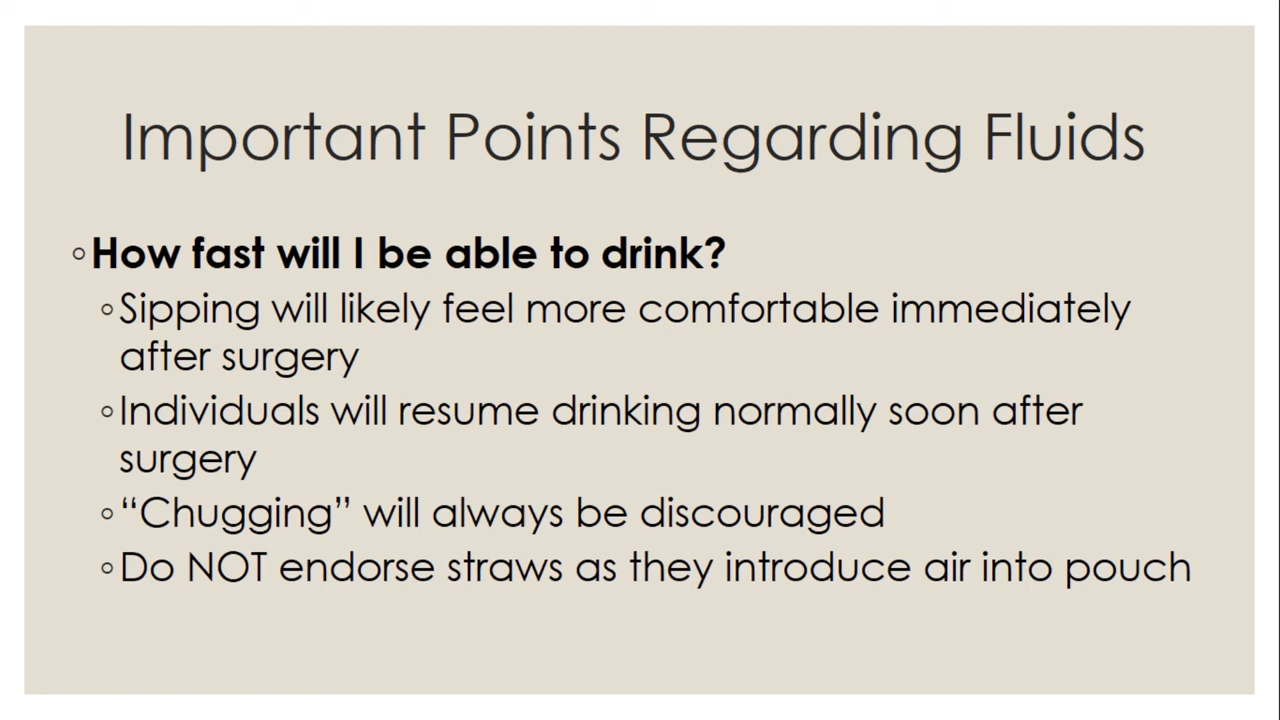 Important Points Regarding Fluids
◦How fast will I be able to drink?
◦Sipping will likely feel more comfortable immediately
after surgery
◦Individuals will resume drinking normally soon after
surgery
◦“Chugging” will always be discouraged
◦Do NOT endorse straws as they introduce air into pouch